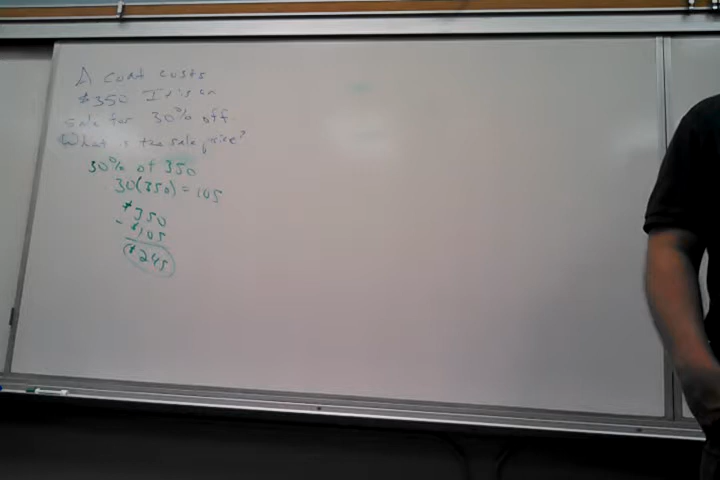 A coat costs
$350 It is on
sale for 30% off.
What is the sale price?
30% of 350
30(350) = 105
$350
- $105
$245